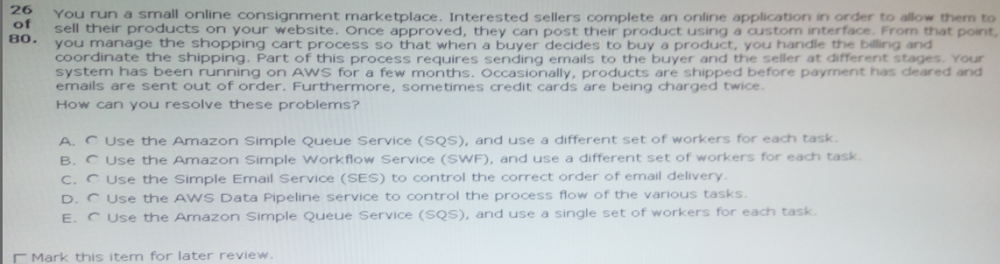 26 of 80.
You run a small online consignment marketplace. Interested sellers complete an online application in order to allow them to
sell their products on your website. Once approved, they can post their product using a custom interface. From that point,
you manage the shopping cart process so that when a buyer decides to buy a product, you handle the billing and
coordinate the shipping. Part of this process requires sending emails to the buyer and the seller at different stages. Your
system has been running on AWS for a few months. Occasionally, products are shipped before payment has cleared and
emails are sent out of order. Furthermore, sometimes credit cards are being charged twice.
How can you resolve these problems?
A. Use the Amazon Simple Queue Service (SQS), and use a different set of workers for each task.
B. Use the Amazon Simple Workflow Service (SWF), and use a different set of workers for each task.
C. Use the Simple Email Service (SES) to control the correct order of email delivery.
D. Use the AWS Data Pipeline service to control the process flow of the various tasks.
E. Use the Amazon Simple Queue Service (SQS), and use a single set of workers for each task.
Mark this item for later review.